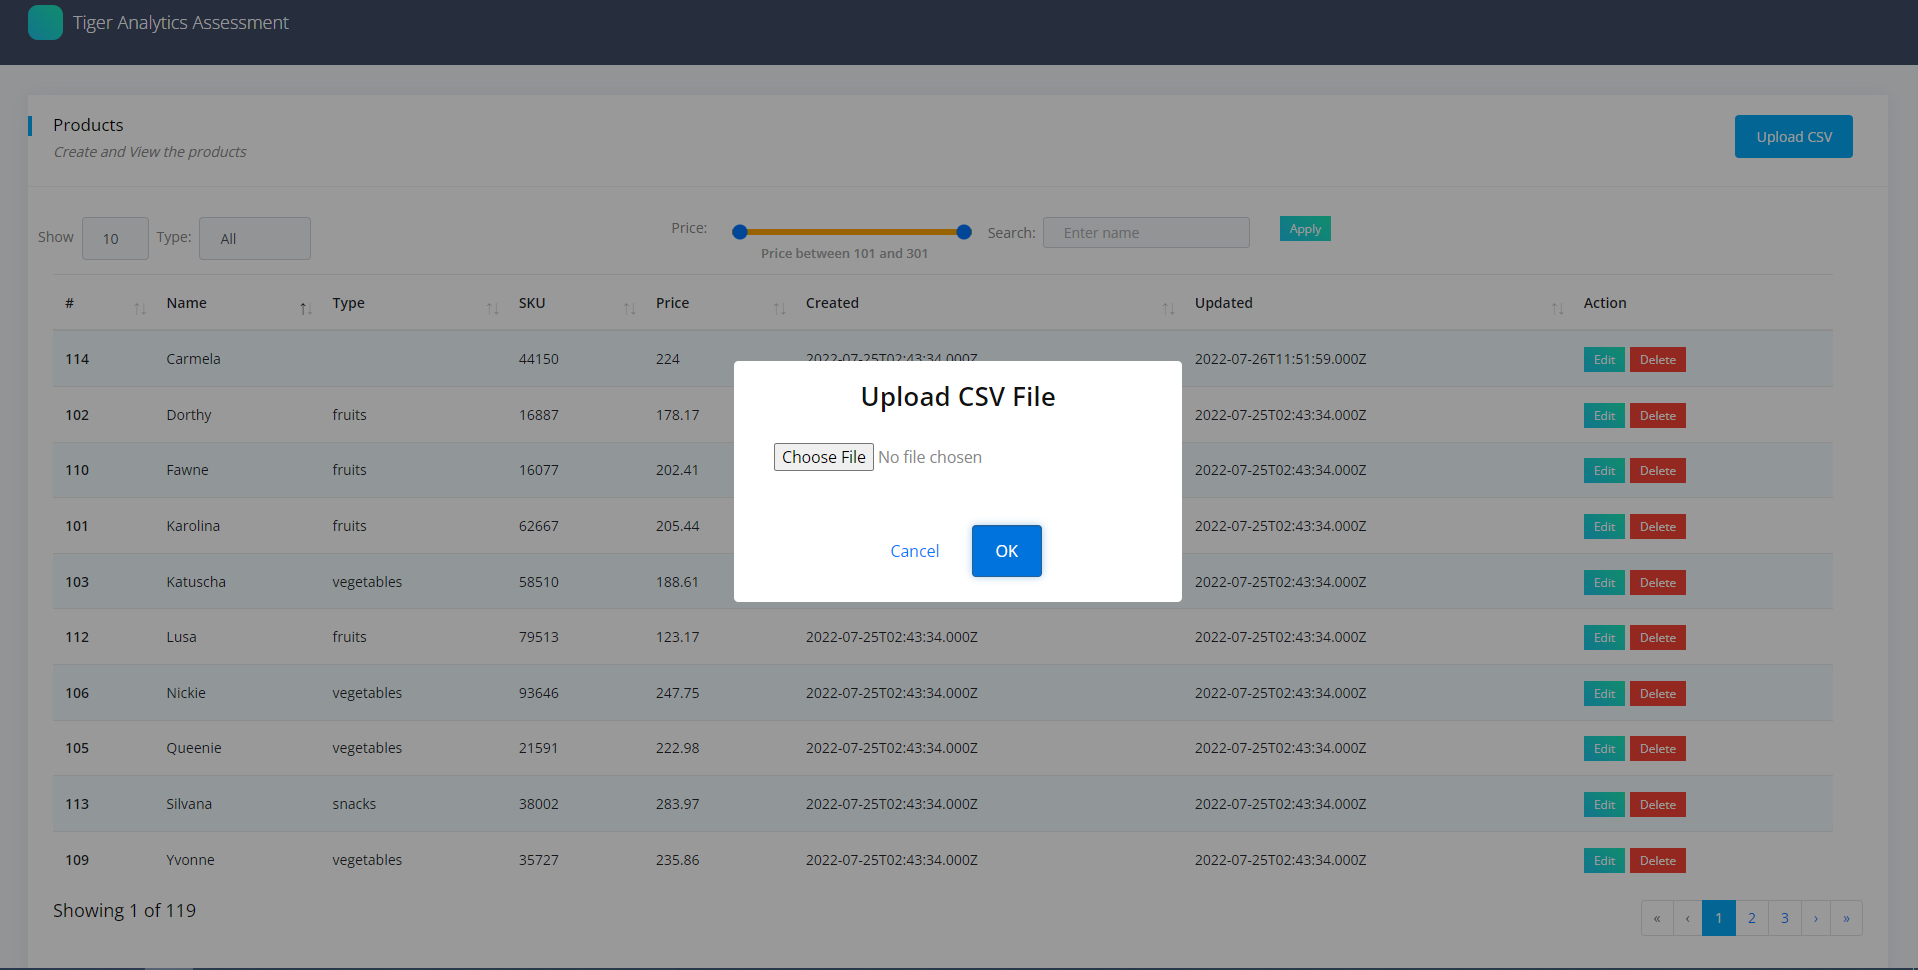 Tiger Analytics Assessment
Products
Create and View the products
Upload CSV
Show 10 Type: All Price: Search: Enter name Apply
Price between 101 and 301
# Name Type SKU Price Created Updated Action
114 Carmela 44150 224 2022-07-25T02:43:34.000Z 2022-07-26T11:51:59.000Z Edit Delete
102 Dorthy fruits 16887 178.17 2022-07-25T02:43:34.000Z Edit Delete
110 Fawne fruits 16077 202.41 2022-07-25T02:43:34.000Z Edit Delete
101 Karolina fruits 62667 205.44 2022-07-25T02:43:34.000Z Edit Delete
103 Katuscha vegetables 58510 188.61 2022-07-25T02:43:34.000Z Edit Delete
112 Lusa fruits 79513 123.17 2022-07-25T02:43:34.000Z 2022-07-25T02:43:34.000Z Edit Delete
106 Nickie vegetables 93646 247.75 2022-07-25T02:43:34.000Z 2022-07-25T02:43:34.000Z Edit Delete
105 Queenie vegetables 21591 222.98 2022-07-25T02:43:34.000Z 2022-07-25T02:43:34.000Z Edit Delete
113 Silvana snacks 38002 283.97 2022-07-25T02:43:34.000Z 2022-07-25T02:43:34.000Z Edit Delete
109 Yvonne vegetables 35727 235.86 2022-07-25T02:43:34.000Z 2022-07-25T02:43:34.000Z Edit Delete
Showing 1 of 119
« ‹ 1 2 3 › »
Upload CSV File
Choose File No file chosen
Cancel OK